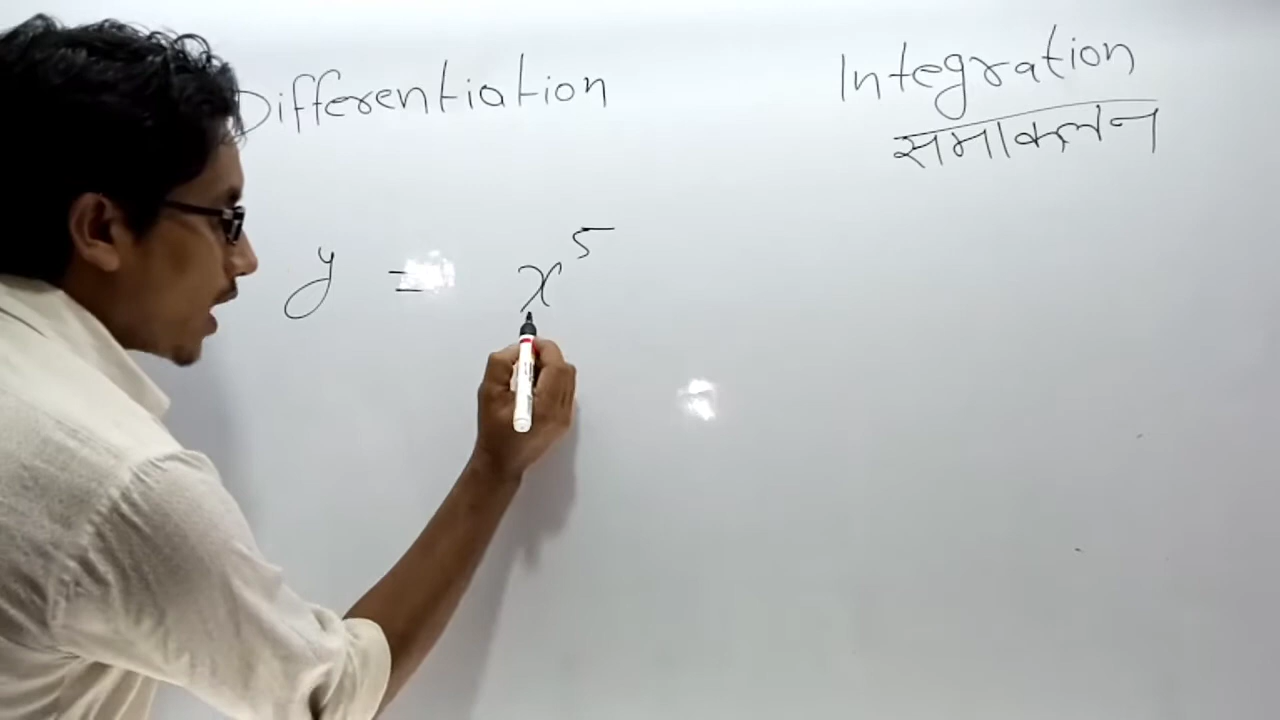 Differentiation
Integration
समाकलन
y = x⁵